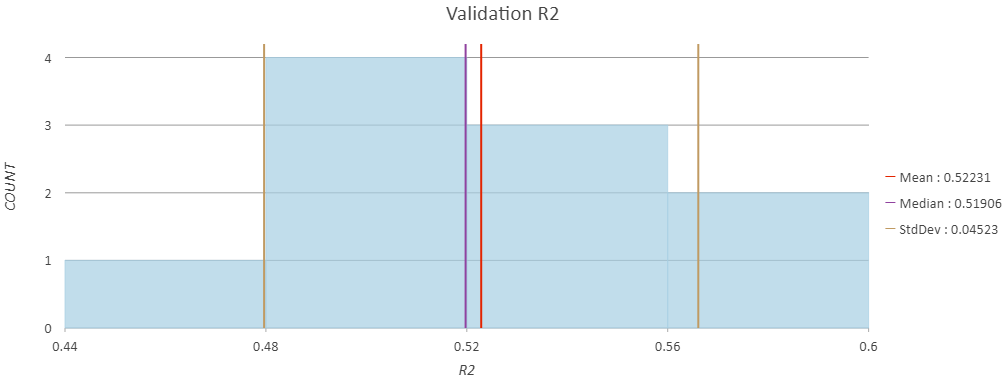 Validation R2
4
3
2
1
0
COUNT
0.44 0.48 0.52 0.56 0.6
R2
Mean : 0.52231
Median : 0.51906
StdDev : 0.04523